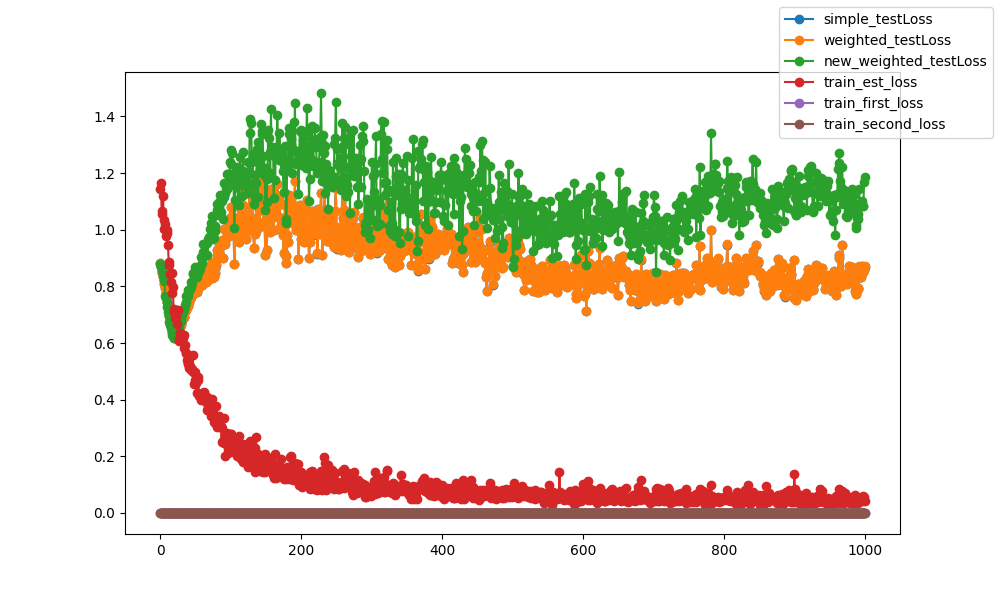 simple_testLoss
weighted_testLoss
new_weighted_testLoss
train_est_loss
train_first_loss
train_second_loss
1.4
1.2
1.0
0.8
0.6
0.4
0.2
0.0
0 200 400 600 800 1000